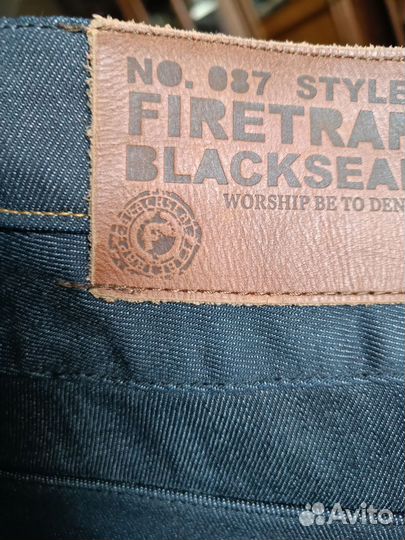 NO. 087 STYLE
FIRETRAP
BLACKSEAL
WORSHIP BE TO DEN
Avito